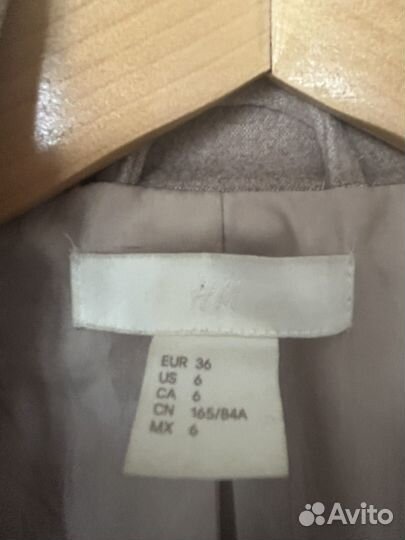 H&M
EUR 36
US 6
CA 6
CN 165/84A
MX 6
Avito